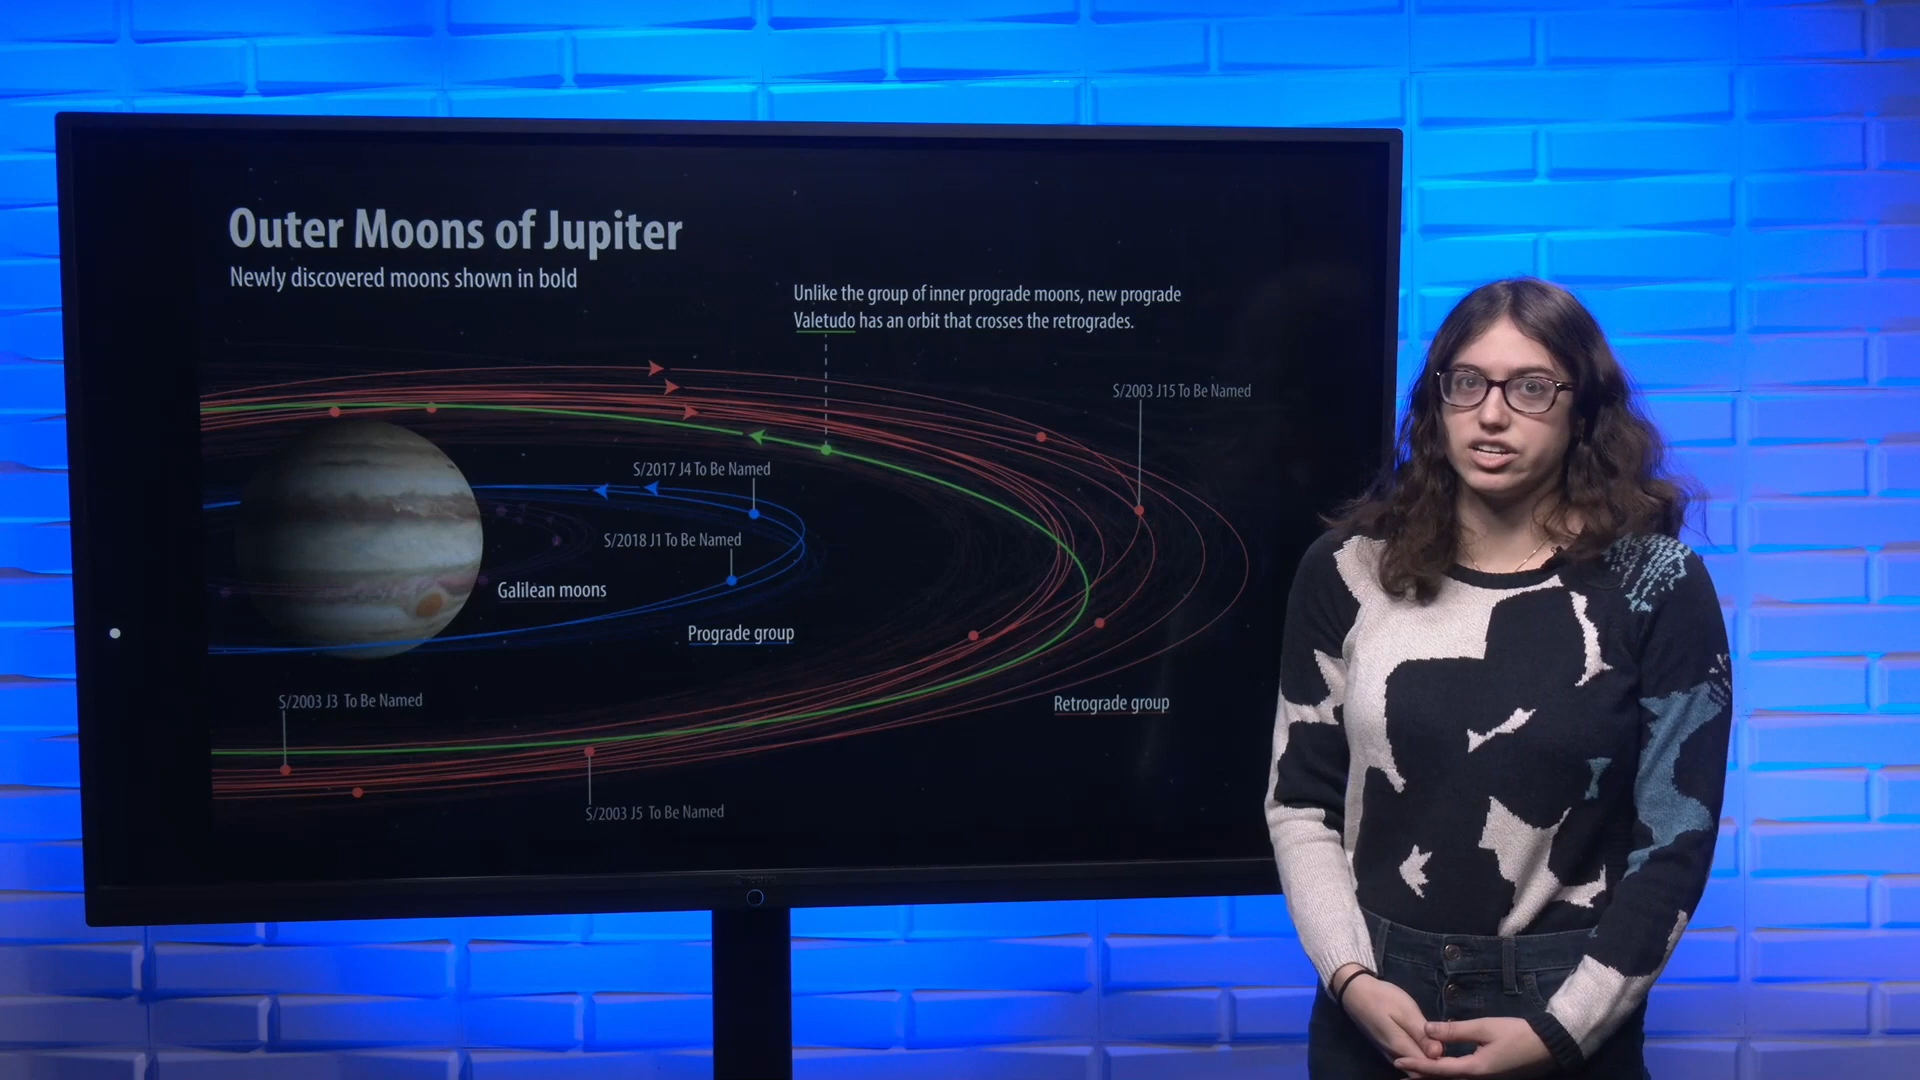 Outer Moons of Jupiter
Newly discovered moons shown in bold
Unlike the group of inner prograde moons, new prograde
Valetudo has an orbit that crosses the retrogrades.
S/2003 J15 To Be Named
S/2017 J4 To Be Named
S/2018 J1 To Be Named
Galilean moons
Prograde group
S/2003 J3 To Be Named
Retrograde group
S/2003 J5 To Be Named